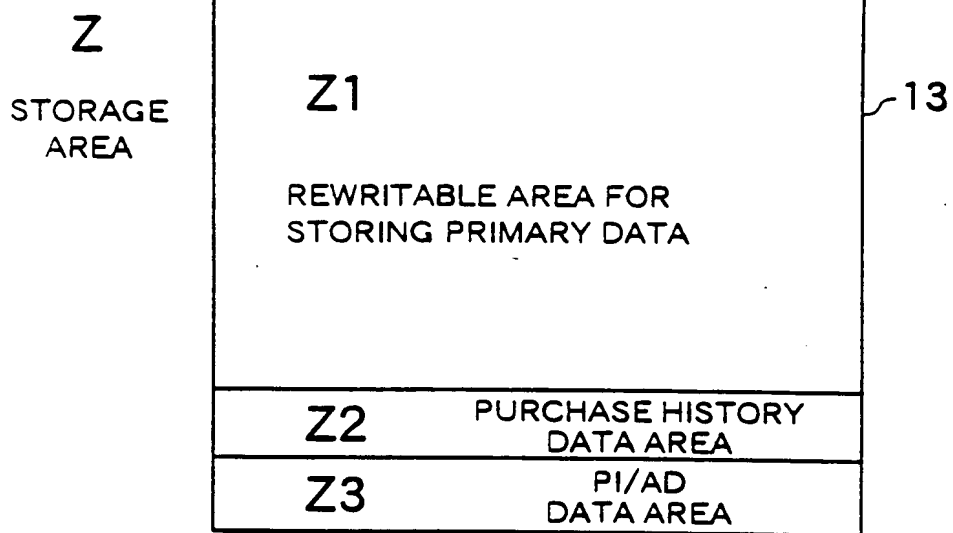 Z
STORAGE
AREA
Z1
13
REWRITABLE AREA FOR
STORING PRIMARY DATA
Z2
PURCHASE HISTORY
DATA AREA
Z3
PI/AD
DATA AREA